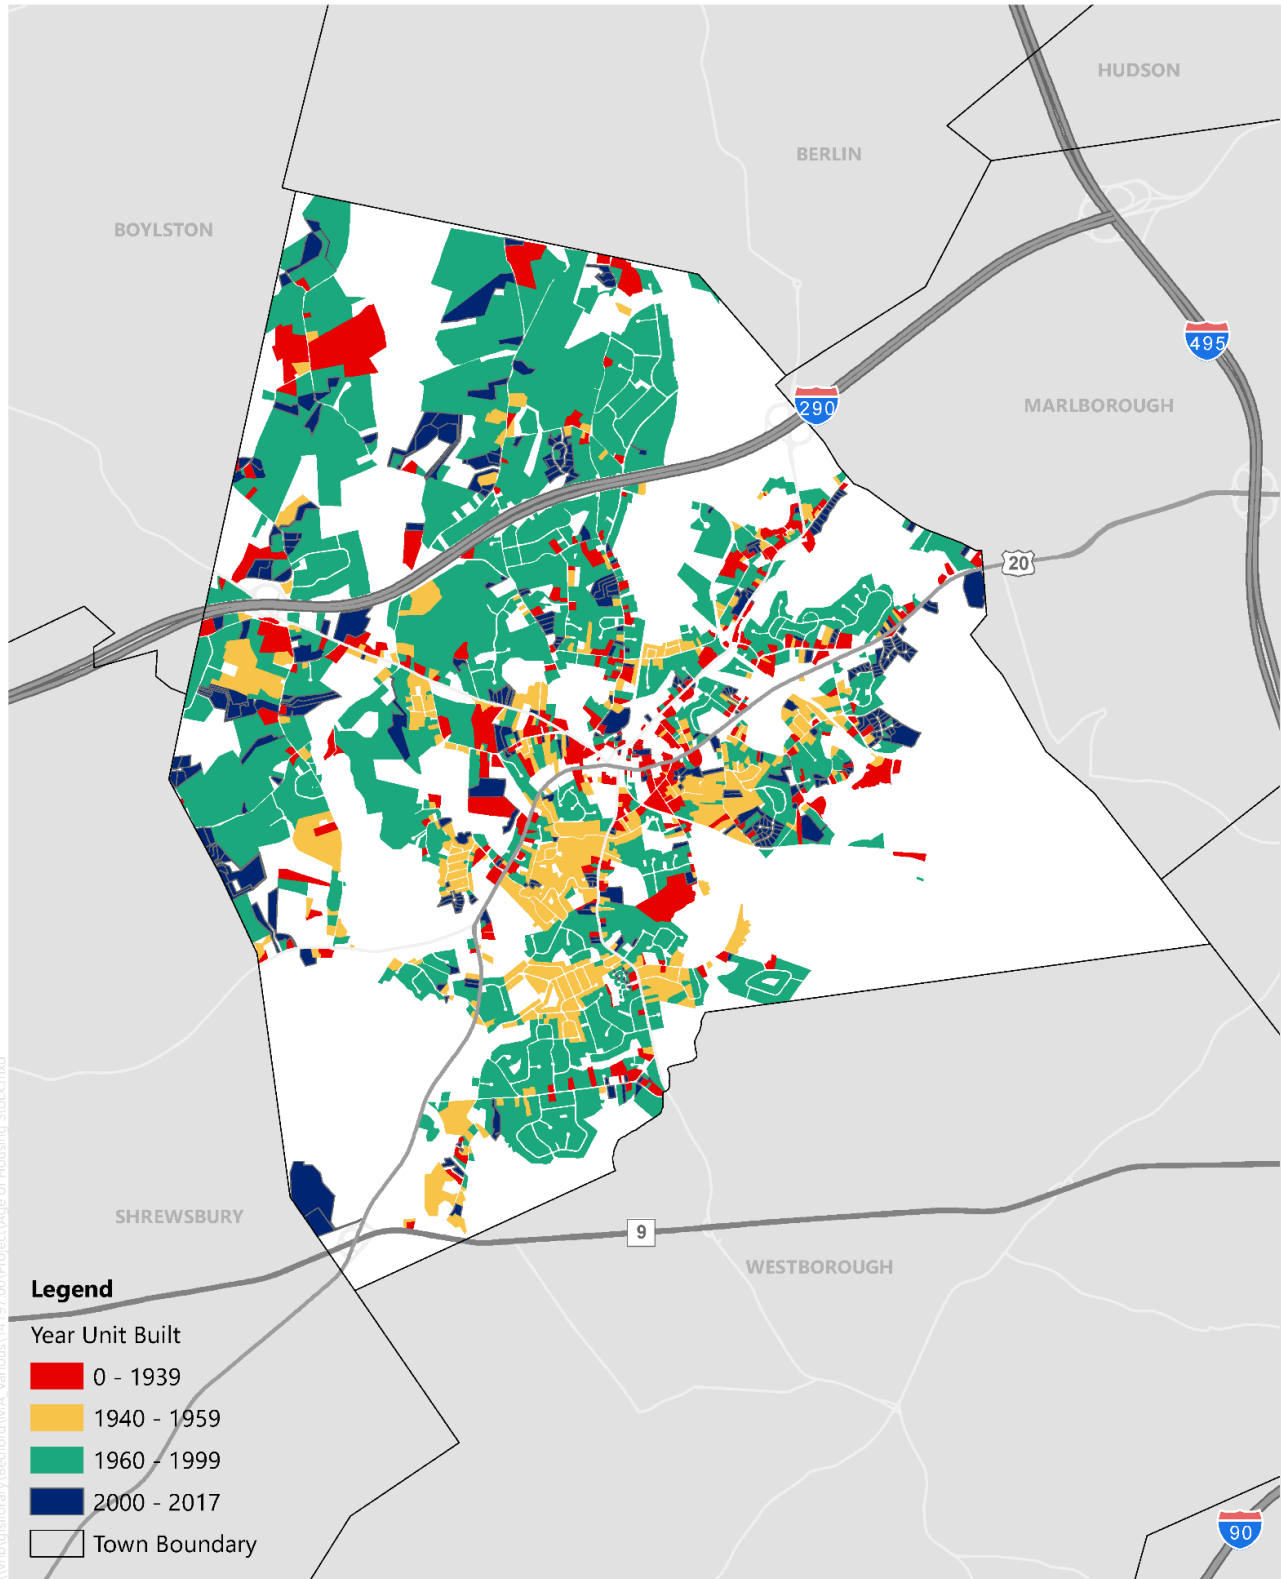 HUDSON
BERLIN
BOYLSTON
495
290
MARLBOROUGH
20
SHREWSBURY
9
WESTBOROUGH
Legend
Year Unit Built
0 - 1939
1940 - 1959
1960 - 1999
2000 - 2017
Town Boundary
90